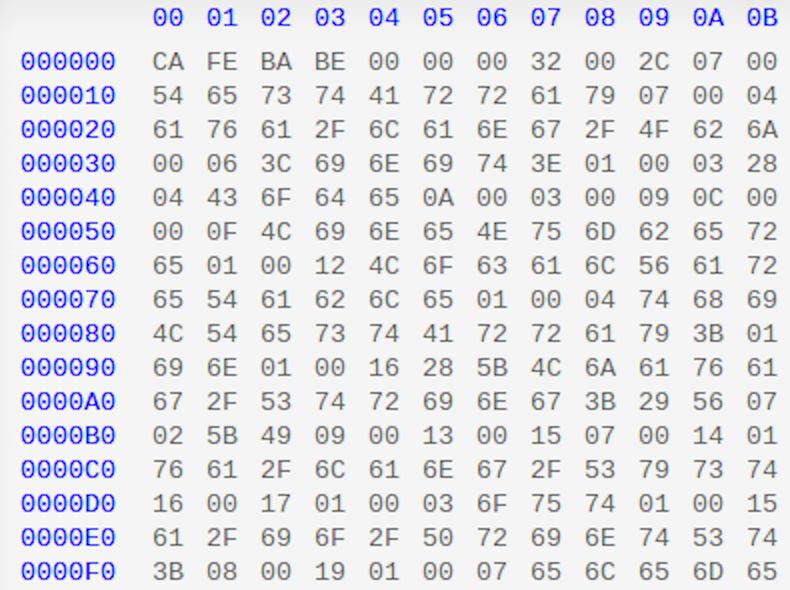 00 01 02 03 04 05 06 07 08 09 0A 0B
000000 CA FE BA BE 00 00 00 32 00 2C 07 00
000010 54 65 73 74 41 72 72 61 79 07 00 04
000020 61 76 61 2F 6C 61 6E 67 2F 4F 62 6A
000030 00 06 3C 69 6E 69 74 3E 01 00 03 28
000040 04 43 6F 64 65 0A 00 03 00 09 0C 00
000050 00 0F 4C 69 6E 65 4E 75 6D 62 65 72
000060 65 01 00 12 4C 6F 63 61 6C 56 61 72
000070 65 54 61 62 6C 65 01 00 04 74 68 69
000080 4C 54 65 73 74 41 72 72 61 79 3B 01
000090 69 6E 01 00 16 28 5B 4C 6A 61 76 61
0000A0 67 2F 53 74 72 69 6E 67 3B 29 56 07
0000B0 02 5B 49 09 00 13 00 15 07 00 14 01
0000C0 76 61 2F 6C 61 6E 67 2F 53 79 73 74
0000D0 16 00 17 01 00 03 6F 75 74 01 00 15
0000E0 61 2F 69 6F 2F 50 72 69 6E 74 53 74
0000F0 3B 08 00 19 01 00 07 65 6C 65 6D 65